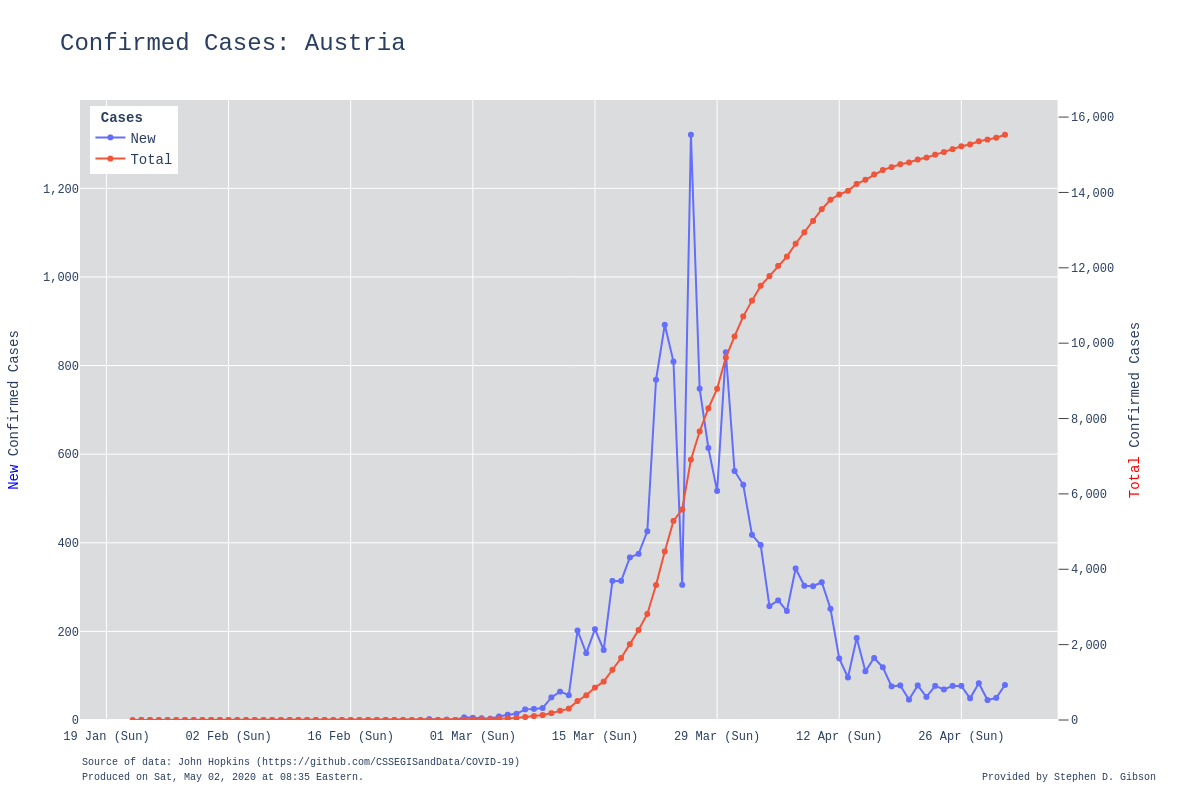 Confirmed Cases: Austria
Cases
New
Total
1,200
1,000
800
600
400
200
0
New Confirmed Cases
16,000
14,000
12,000
10,000
8,000
6,000
4,000
2,000
0
Total Confirmed Cases
19 Jan (Sun) 02 Feb (Sun) 16 Feb (Sun) 01 Mar (Sun) 15 Mar (Sun) 29 Mar (Sun) 12 Apr (Sun) 26 Apr (Sun)
Source of data: John Hopkins (https://github.com/CSSEGISandData/COVID-19)
Produced on Sat, May 02, 2020 at 08:35 Eastern.
Provided by Stephen D. Gibson